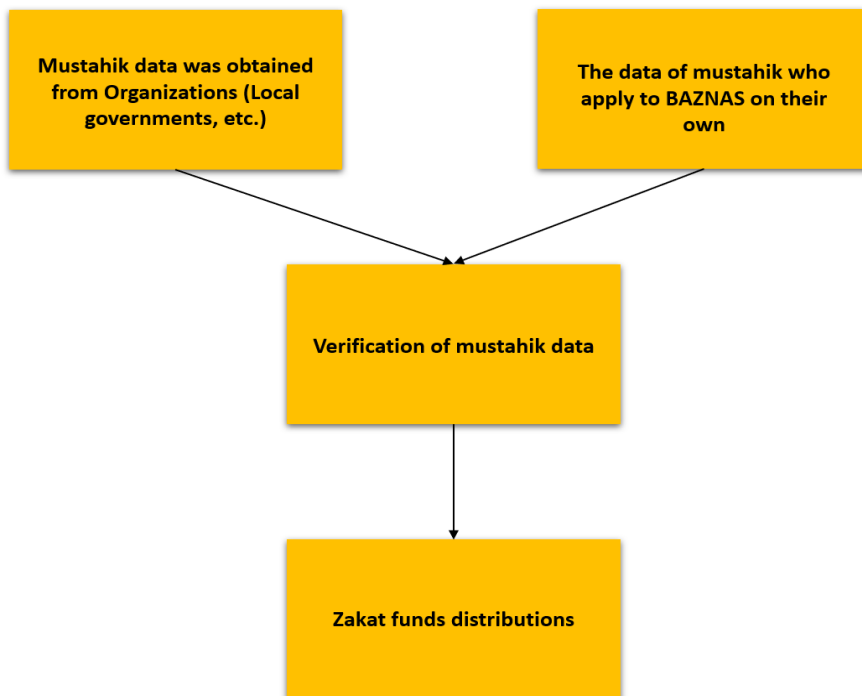 Mustahik data was obtained
from Organizations (Local
governments, etc.)
The data of mustahik who
apply to BAZNAS on their
own
Verification of mustahik data
Zakat funds distributions